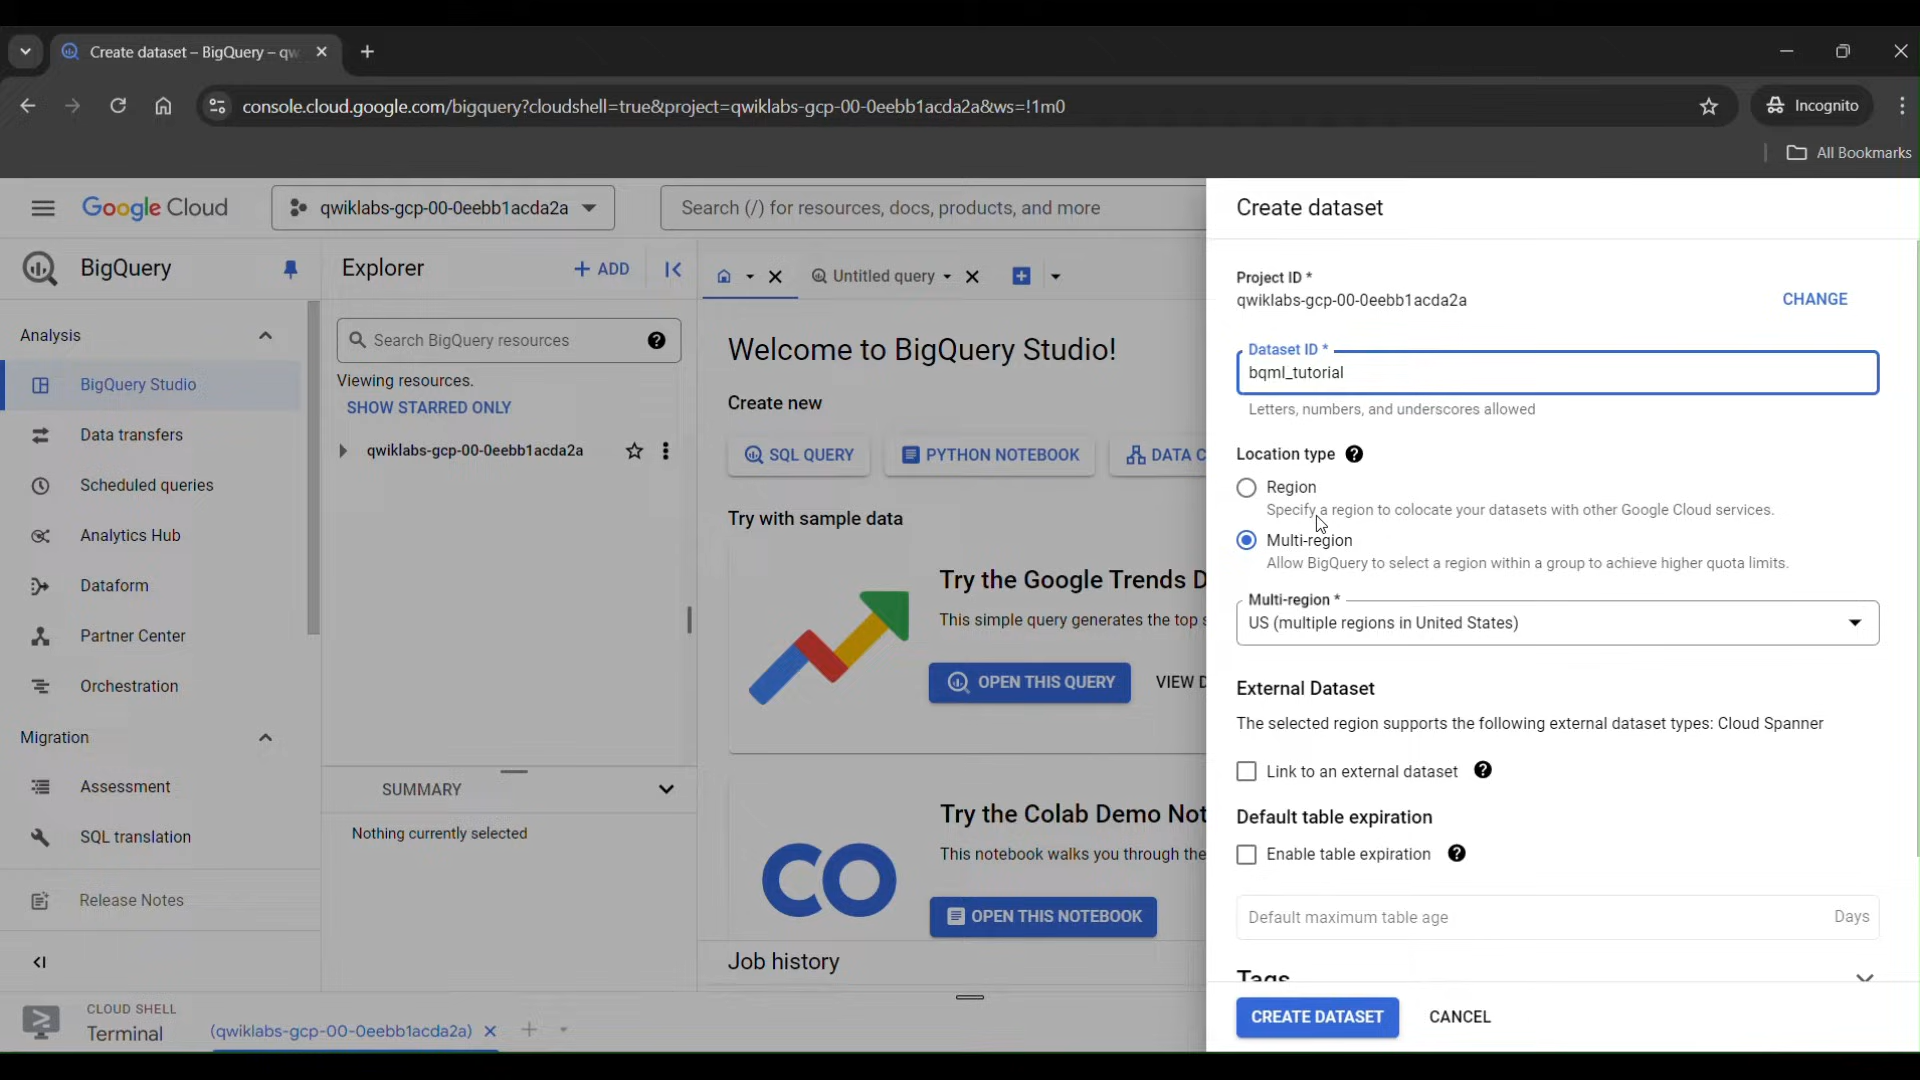 Create dataset – BigQuery – qw
console.cloud.google.com/bigquery?cloudshell=true&project=qwiklabs-gcp-00-0eebb1acda2a&ws=!1m0
Incognito
All Bookmarks
Google Cloud
qwiklabs-gcp-00-0eebb1acda2a
Search (/) for resources, docs, products, and more
BigQuery
Analysis
BigQuery Studio
Data transfers
Scheduled queries
Analytics Hub
Dataform
Partner Center
Orchestration
Migration
Assessment
SQL translation
Release Notes
Explorer
+ ADD
Search BigQuery resources
Viewing resources.
SHOW STARRED ONLY
qwiklabs-gcp-00-0eebb1acda2a
SUMMARY
Nothing currently selected
Untitled query
Welcome to BigQuery Studio!
Create new
SQL QUERY
PYTHON NOTEBOOK
DATA C
Try with sample data
Try the Google Trends D
This simple query generates the top s
OPEN THIS QUERY
VIEW D
Try the Colab Demo Not
This notebook walks you through the
OPEN THIS NOTEBOOK
Job history
CLOUD SHELL
Terminal
(qwiklabs-gcp-00-0eebb1acda2a)
Create dataset
Project ID *
qwiklabs-gcp-00-0eebb1acda2a
CHANGE
Dataset ID *
bqml_tutorial
Letters, numbers, and underscores allowed
Location type
Region
Specify a region to colocate your datasets with other Google Cloud services.
Multi-region
Allow BigQuery to select a region within a group to achieve higher quota limits.
Multi-region *
US (multiple regions in United States)
External Dataset
The selected region supports the following external dataset types: Cloud Spanner
Link to an external dataset
Default table expiration
Enable table expiration
Default maximum table age
Days
Tags
CREATE DATASET
CANCEL